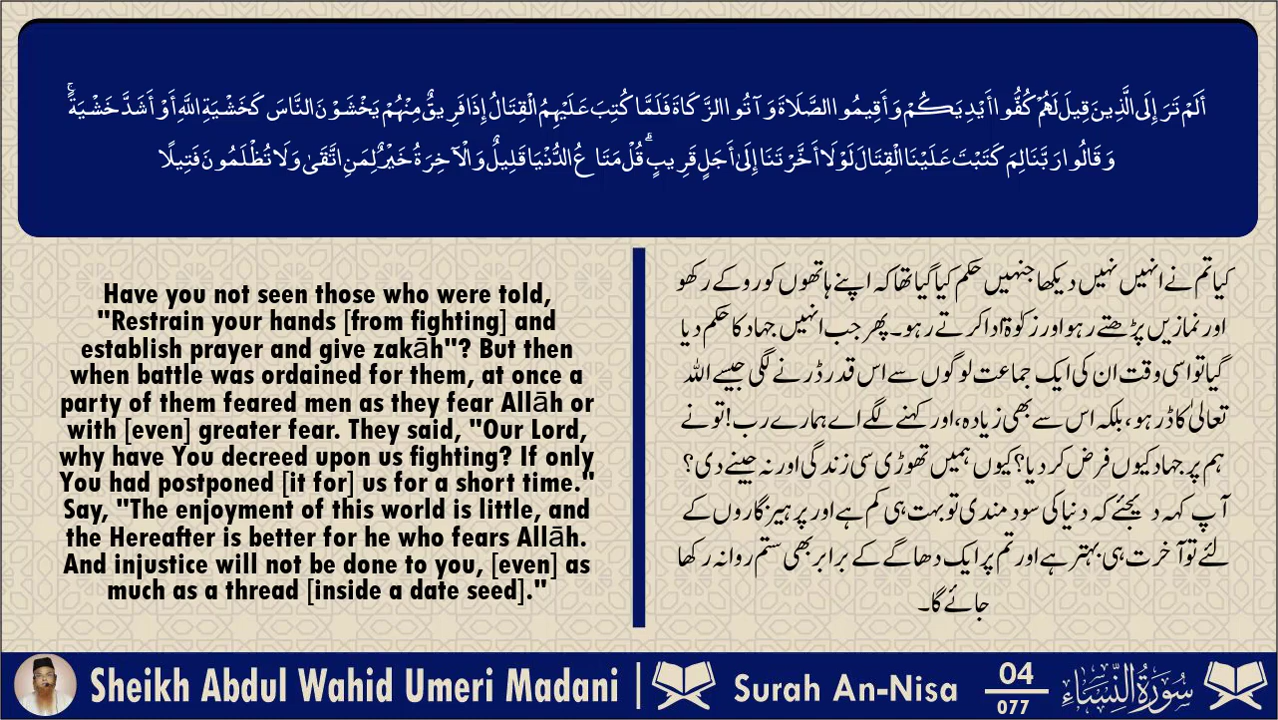 أَلَمْ تَرَ إِلَى الَّذِينَ قِيلَ لَهُمْ كُفُّوا أَيْدِيَكُمْ وَأَقِيمُوا الصَّلَاةَ وَآتُوا الزَّكَاةَ فَلَمَّا كُتِبَ عَلَيْهِمُ الْقِتَالُ إِذَا فَرِيقٌ مِنْهُمْ يَخْشَوْنَ النَّاسَ كَخَشْيَةِ اللَّهِ أَوْ أَشَدَّ خَشْيَةً ۚ
وَقَالُوا رَبَّنَا لِمَ كَتَبْتَ عَلَيْنَا الْقِتَالَ لَوْلَا أَخَّرْتَنَا إِلَىٰ أَجَلٍ قَرِيبٍ ۗ قُلْ مَتَاعُ الدُّنْيَا قَلِيلٌ وَالْآخِرَةُ خَيْرٌ لِمَنِ اتَّقَىٰ وَلَا تُظْلَمُونَ فَتِيلًا
Have you not seen those who were told,
"Restrain your hands [from fighting] and
establish prayer and give zakāh"? But then
when battle was ordained for them, at once a
party of them feared men as they fear Allāh or
with [even] greater fear. They said, "Our Lord,
why have You decreed upon us fighting? If only
You had postponed [it for] us for a short time."
Say, "The enjoyment of this world is little, and
the Hereafter is better for he who fears Allāh.
And injustice will not be done to you, [even] as
much as a thread [inside a date seed]."
کیا تم نے انہیں نہیں دیکھا جنہیں حکم کیا گیا تھا کہ اپنے ہاتھوں کو روکے رکھو
اور نمازیں پڑھتے رہو اور زکوٰة ادا کرتے رہو۔ پھر جب انہیں جہاد کا حکم دیا
گیا تو اسی وقت ان کی ایک جماعت لوگوں سے اس قدر ڈرنے لگی جیسے اللہ
تعالیٰ کا ڈر ہو، بلکہ اس سے بھی زیادہ، اور کہنے لگے اے ہمارے رب! تو نے
ہم پر جہاد کیوں فرض کر دیا؟ کیوں ہمیں تھوڑی سی زندگی اور نہ جینے دی؟
آپ کہہ دیجئے کہ دنیا کی سود مندی تو بہت ہی کم ہے اور پرہیزگاروں کے
لئے تو آخرت ہی بہتر ہے اور تم پر ایک دھاگے کے برابر بھی ستم روا نہ رکھا
جائے گا۔
Sheikh Abdul Wahid Umeri Madani | Surah An-Nisa 04 سُورَةُ النِّسَاء
077